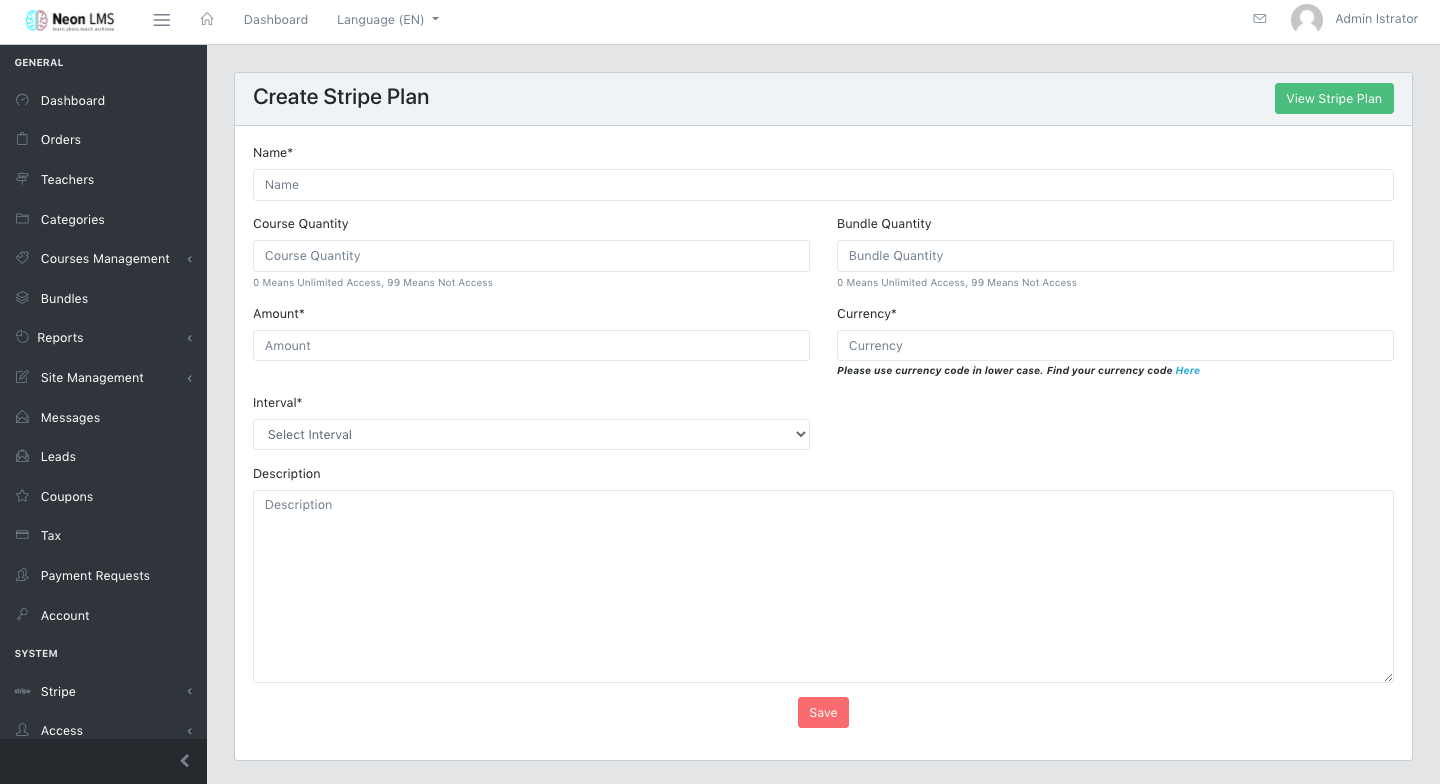 Neon LMS
learn.share.teach.archives
Dashboard
Language (EN)
Admin Istrator
GENERAL
Dashboard
Orders
Teachers
Categories
Courses Management
Bundles
Reports
Site Management
Messages
Leads
Coupons
Tax
Payment Requests
Account
SYSTEM
stripe
Stripe
Access
Create Stripe Plan
View Stripe Plan
Name*
Name
Course Quantity
Bundle Quantity
Course Quantity
Bundle Quantity
0 Means Unlimited Access, 99 Means Not Access
0 Means Unlimited Access, 99 Means Not Access
Amount*
Currency*
Amount
Currency
Please use currency code in lower case. Find your currency code Here
Interval*
Select Interval
Description
Description
Save